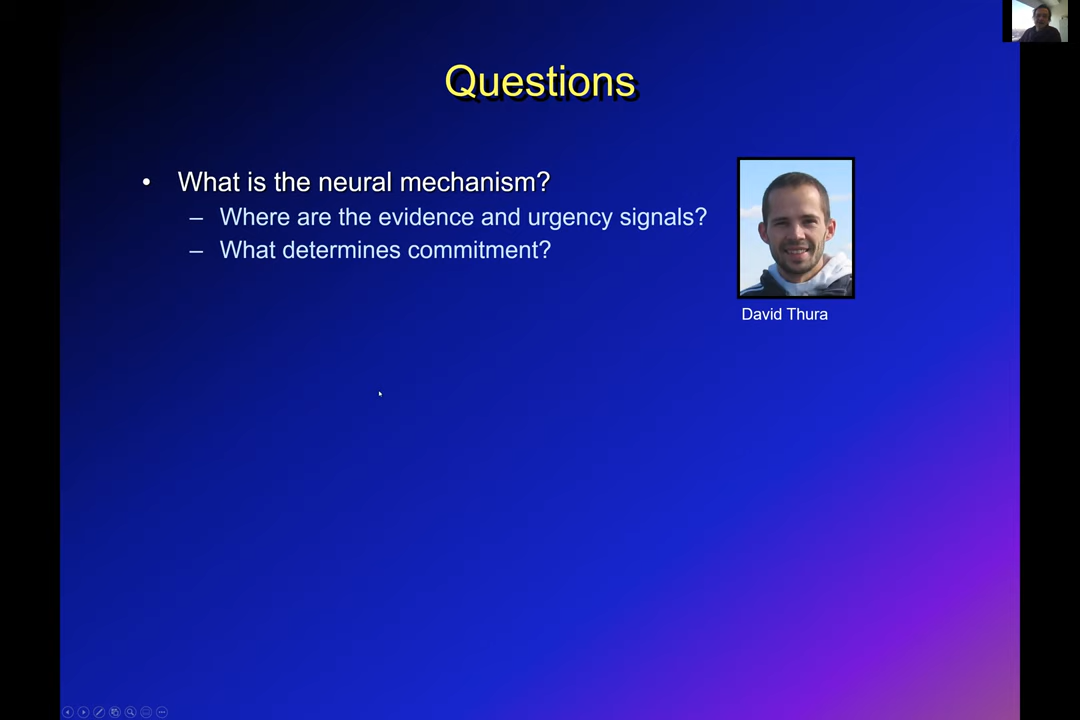 Questions
• What is the neural mechanism?
– Where are the evidence and urgency signals?
– What determines commitment?
David Thura